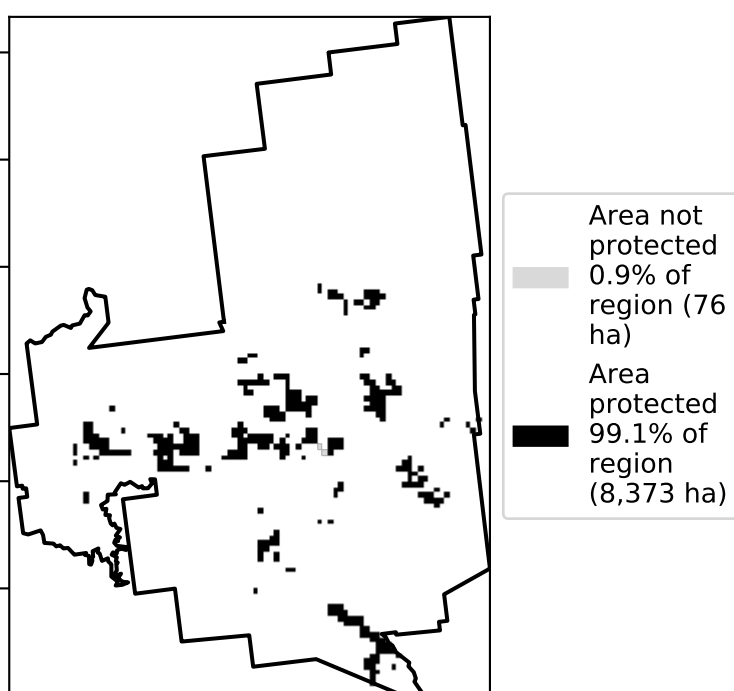 Area not
protected
0.9% of
region (76
ha)
Area
protected
99.1% of
region
(8,373 ha)